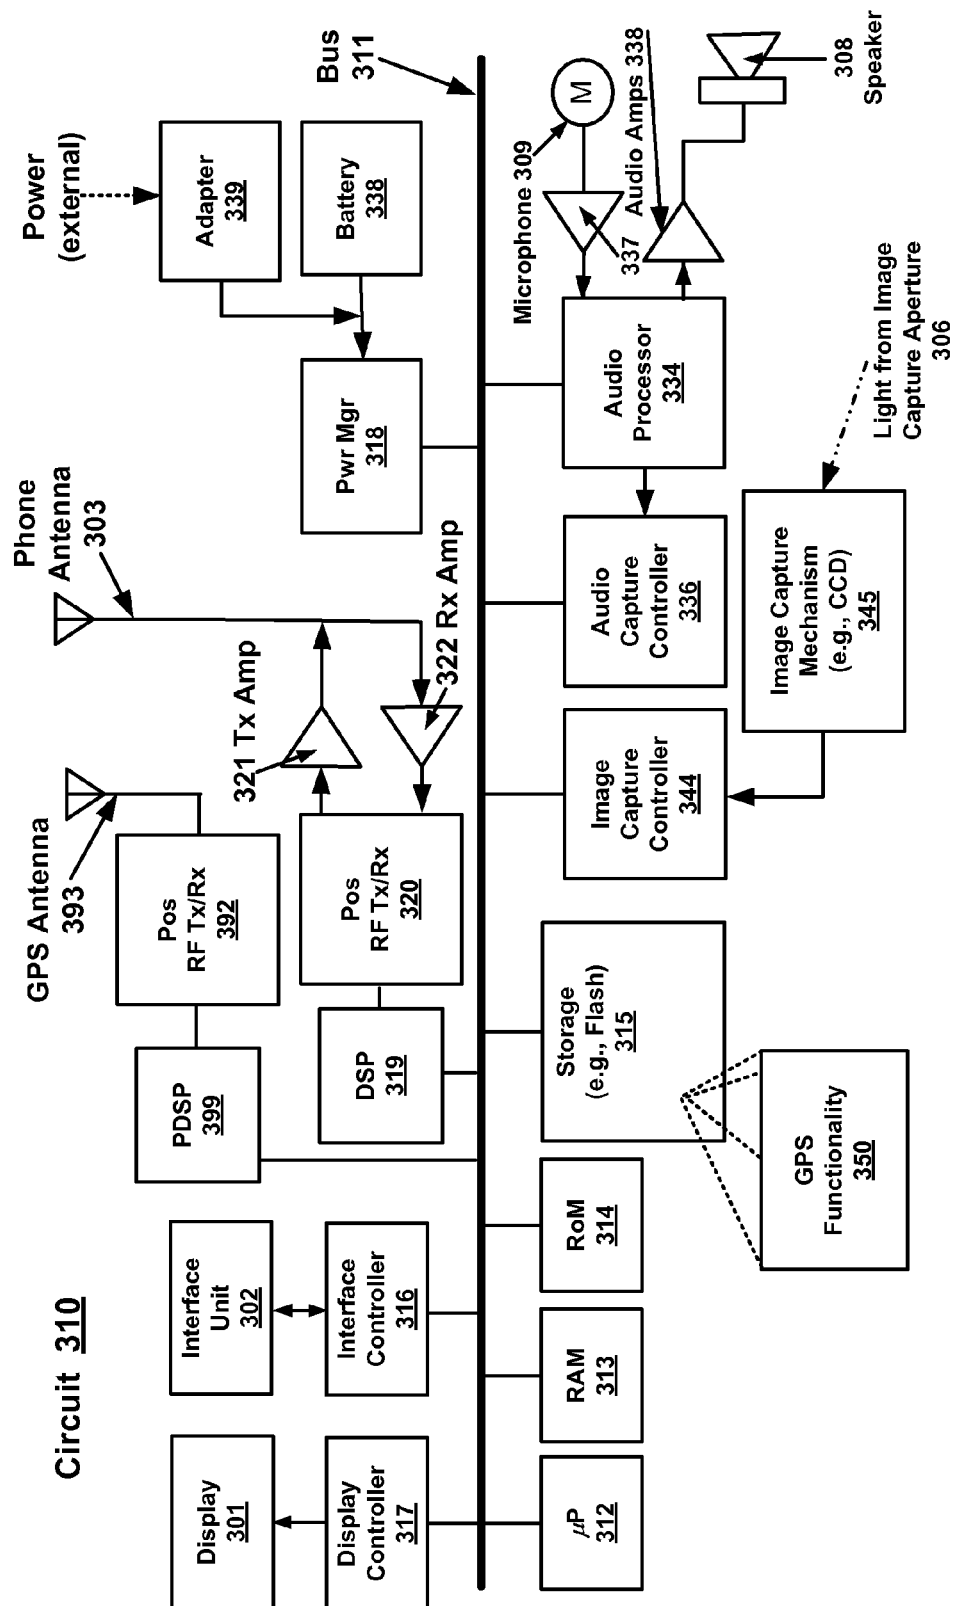 Circuit 310
Display
301
Interface
Unit
302
PDSP
399
Pos
RF Tx/Rx
392
GPS Antenna
393
Phone
Antenna
303
Power
(external)
Adapter
339
Battery
338
Bus
311
Display
Controller
317
Interface
Controller
316
DSP
319
Pos
RF Tx/Rx
320
321 Tx Amp
322 Rx Amp
Pwr Mgr
318
μP
312
RAM
313
RoM
314
Storage
(e.g., Flash)
315
GPS
Functionality
350
Image
Capture
Controller
344
Audio
Capture
Controller
336
Audio
Processor
334
Microphone 309
M
337
Audio Amps 338
308
Speaker
Image Capture
Mechanism
(e.g., CCD)
345
Light from Image
Capture Aperture
306